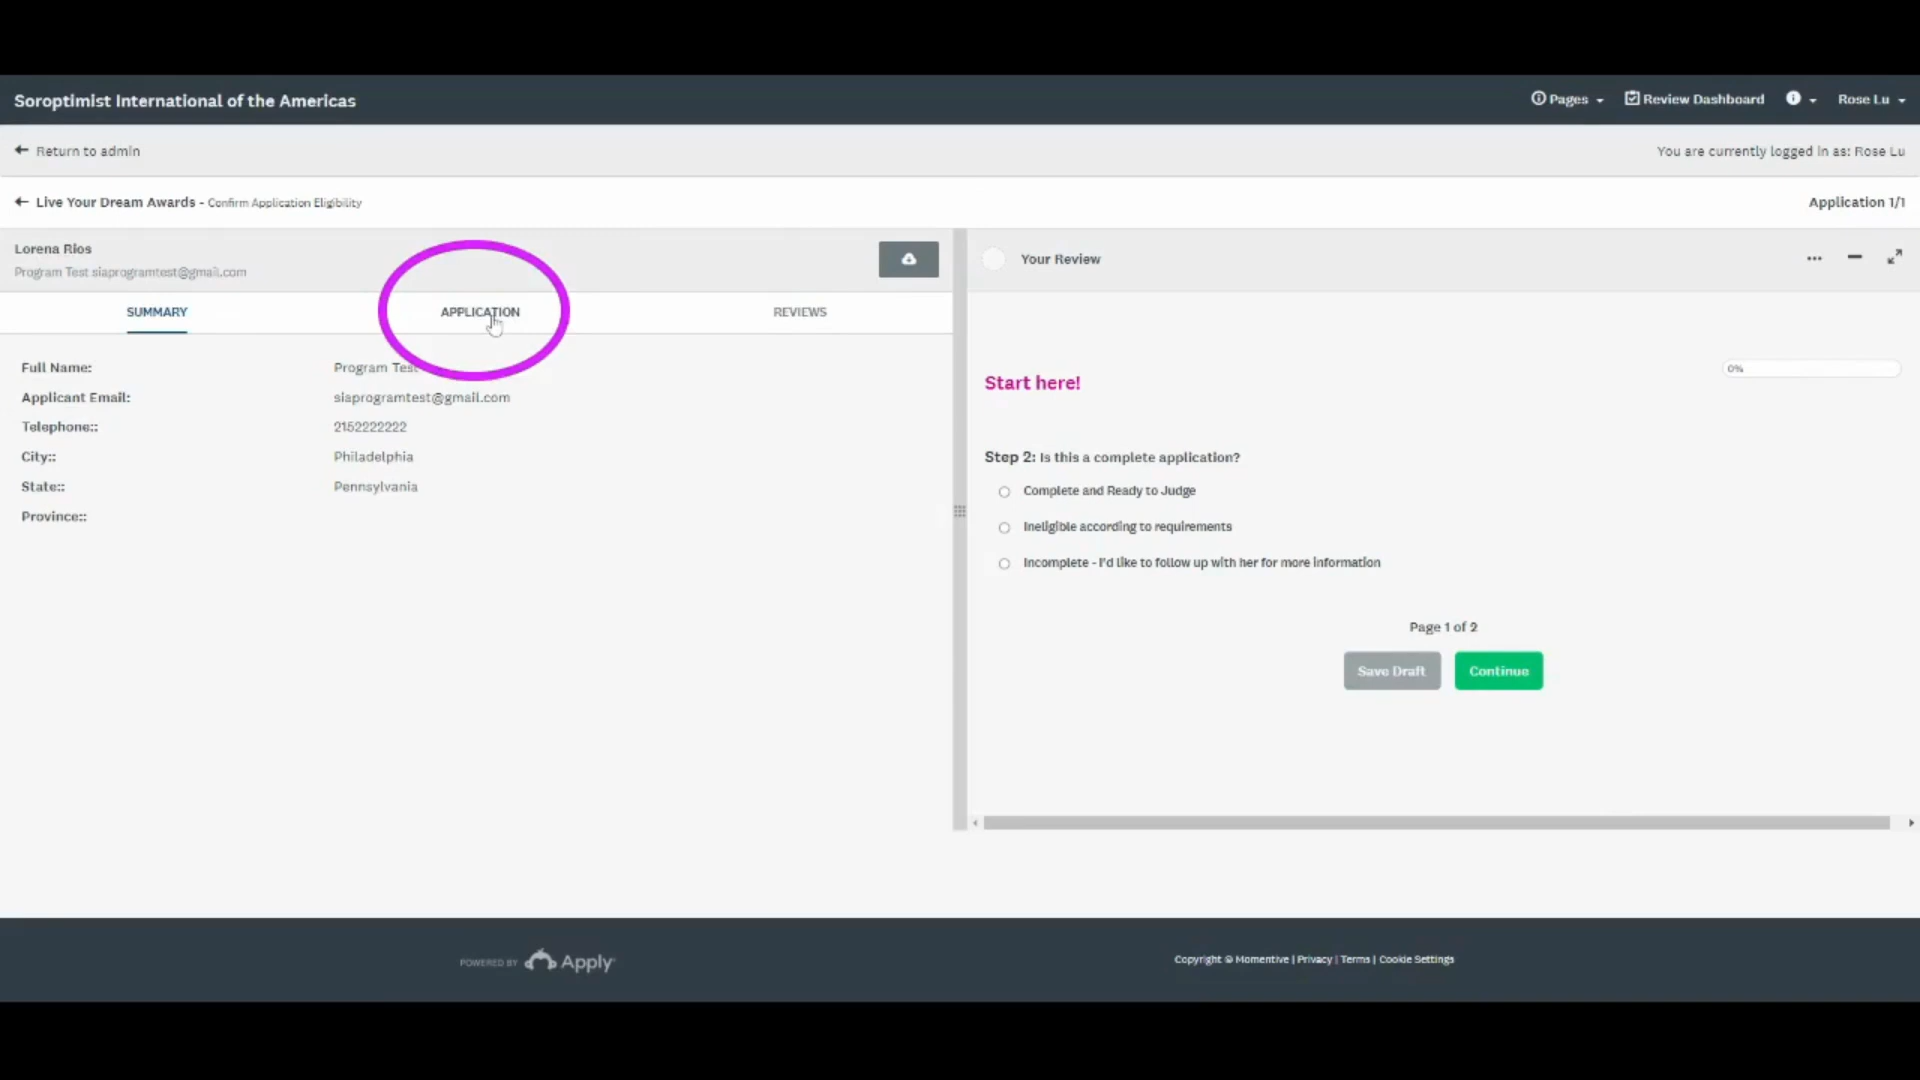 Soroptimist International of the Americas
Pages
Review Dashboard
Rose Lu
Return to admin
You are currently logged in as: Rose Lu
Live Your Dream Awards - Confirm Application Eligibility
Application 1/1
Lorena Rios
Program Test siaprogramtest@gmail.com
Your Review
SUMMARY
APPLICATION
REVIEWS
Full Name:
Program Test
Applicant Email:
siaprogramtest@gmail.com
Telephone::
2152222222
City::
Philadelphia
State::
Pennsylvania
Province::
0%
Start here!
Step 2: Is this a complete application?
Complete and Ready to Judge
Ineligible according to requirements
Incomplete - I'd like to follow up with her for more information
Page 1 of 2
Save Draft
Continue
POWERED BY Apply
Copyright © Momentive | Privacy | Terms | Cookie Settings